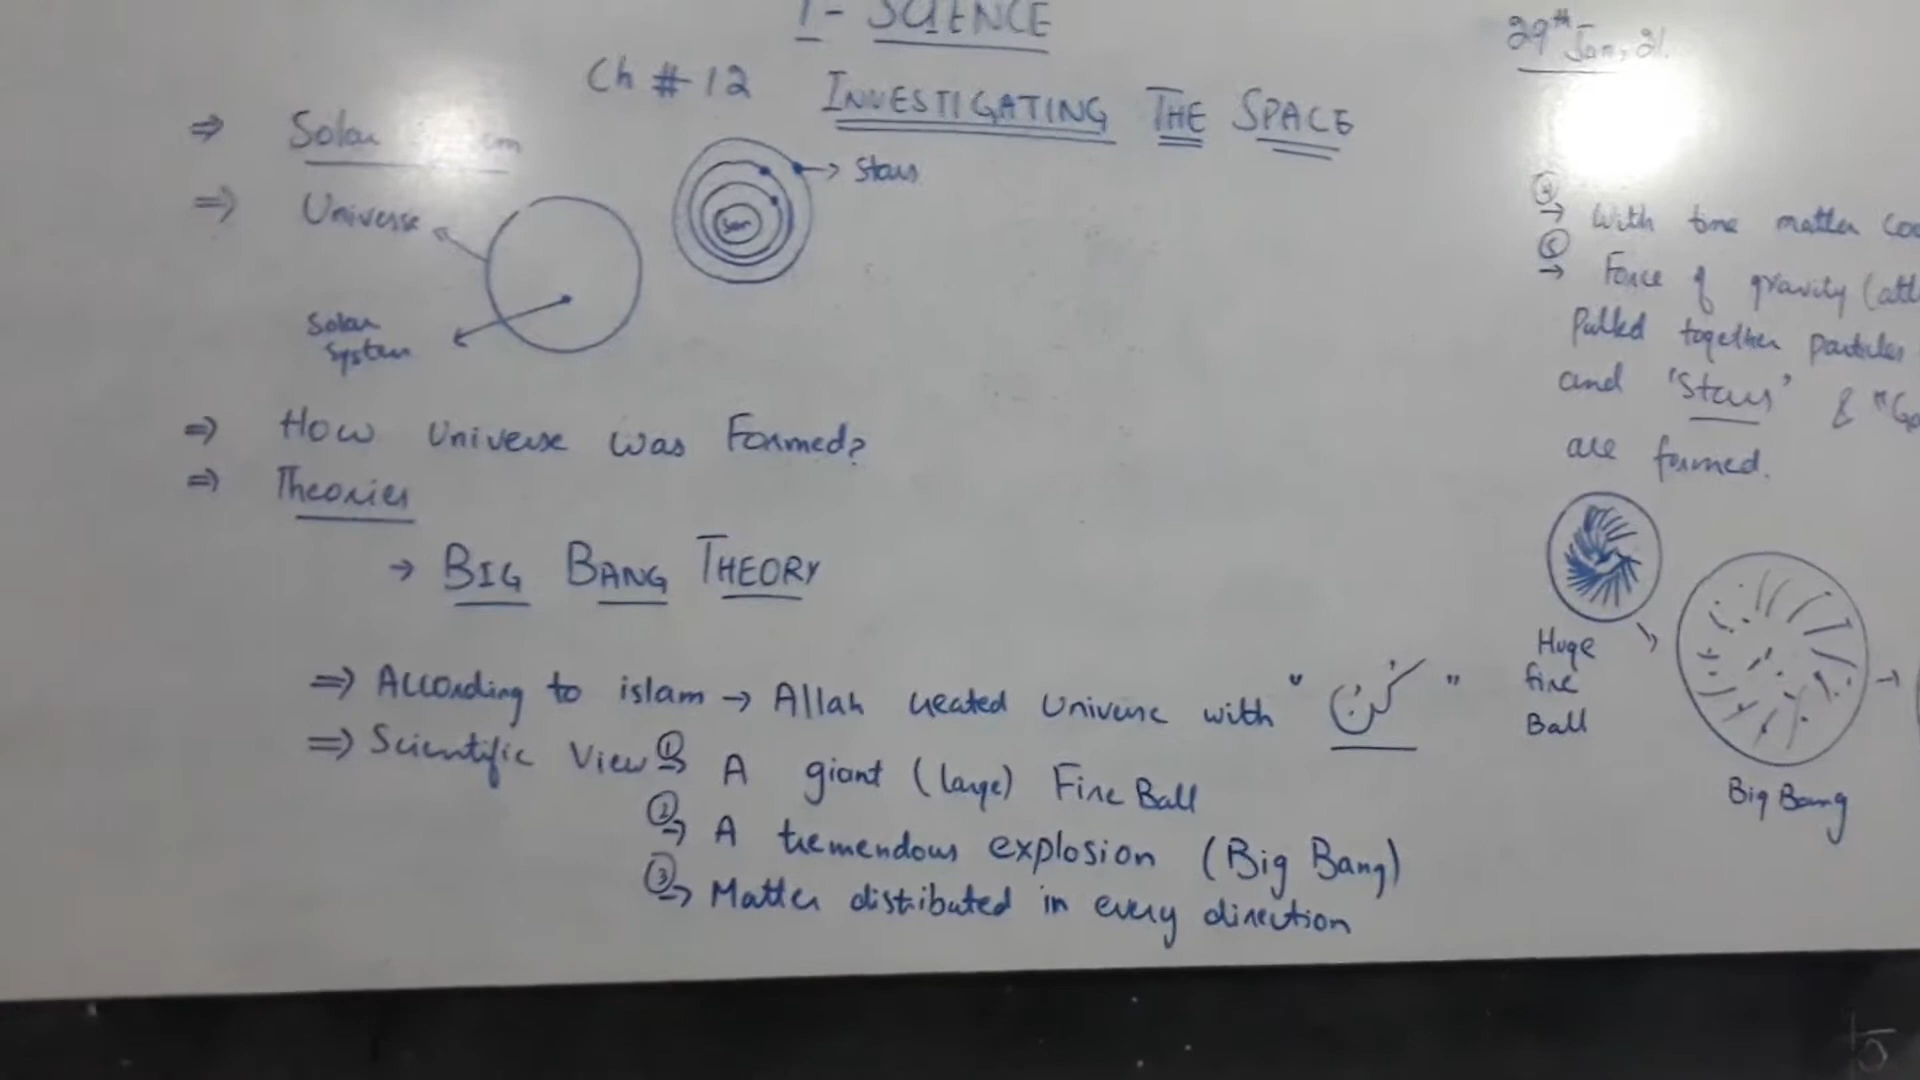 SCIENCE
29th Jan, 21.
Ch # 12 INVESTIGATING THE SPACE
⇒ Solar
Stars
⇒ Universe
Sun
Solar
System
⇒ How Universe was Formed?
⇒ Theories
→ BIG BANG THEORY
⇒ According to islam → Allah created Universe with " کن "
⇒ Scientific View ① → A giant (large) Fire Ball
② → A tremendous explosion (Big Bang)
③ → Matter distributed in every direction
④ → With time matter
⑤ → Force of gravity
Pulled together particles
and "Stars" &
are formed.
Huge
fire
Ball
Big Bang